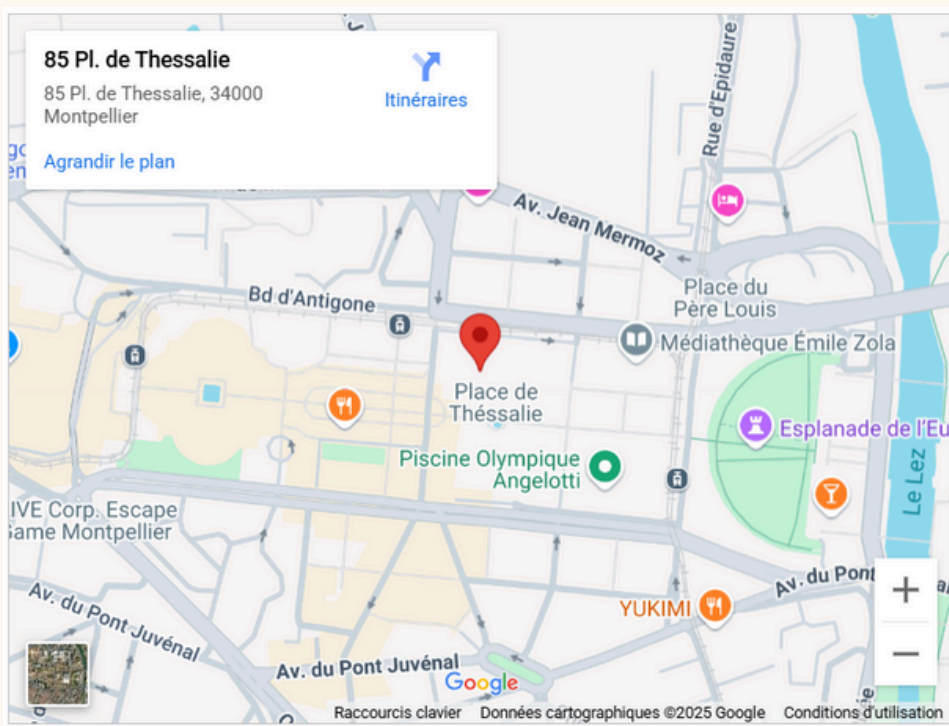 85 Pl. de Thessalie
85 Pl. de Thessalie, 34000
Montpellier
Itinéraires
Agrandir le plan
Rue d'Epidaure
Av. Jean Mermoz
Bd d'Antigone
Place du
Père Louis
Médiathèque Émile Zola
Place de
Théssalie
Esplanade de l'Eu
Piscine Olympique
Angelotti
Le Lez
IVE Corp. Escape
Game Montpellier
Av. du Pont
YUKIMI
Av. du Pont Juvénal
Av. du Pont Juvénal
Google
Raccourcis clavier
Données cartographiques ©2025 Google
Conditions d'utilisation